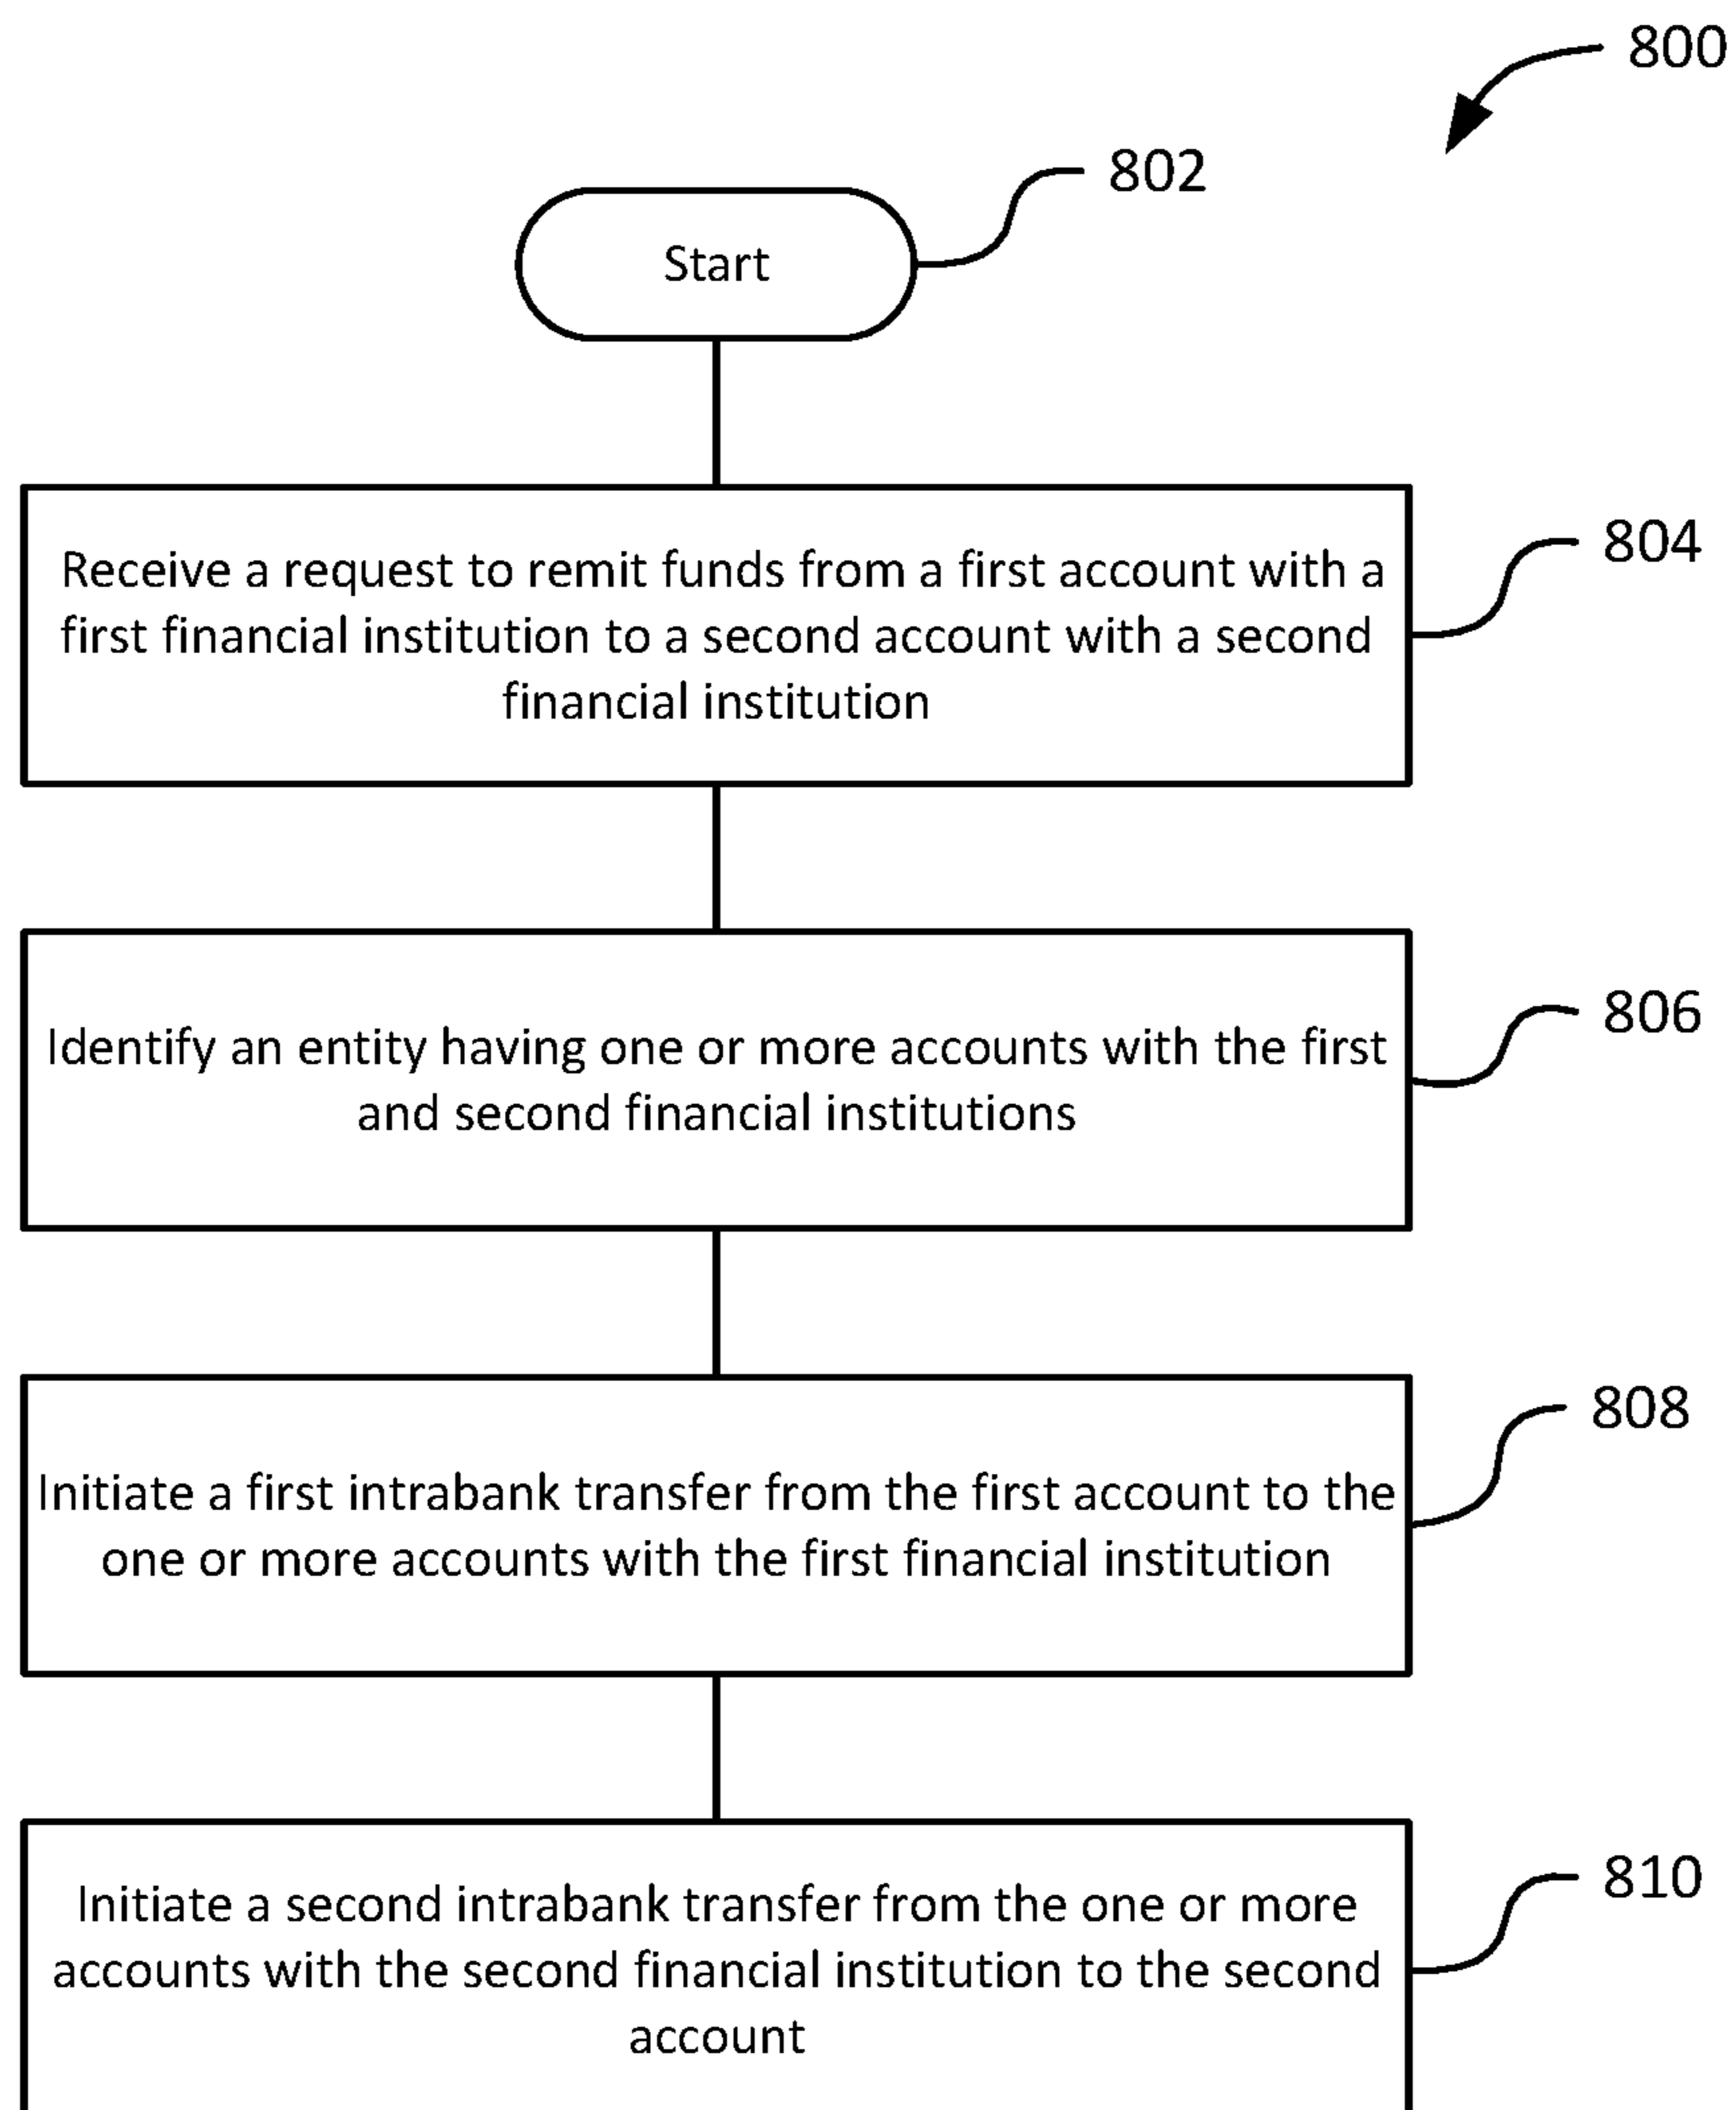 800
802
Start
804
Receive a request to remit funds from a first account with a
first financial institution to a second account with a second
financial institution
806
Identify an entity having one or more accounts with the first
and second financial institutions
808
Initiate a first intrabank transfer from the first account to the
one or more accounts with the first financial institution
810
Initiate a second intrabank transfer from the one or more
accounts with the second financial institution to the second
account